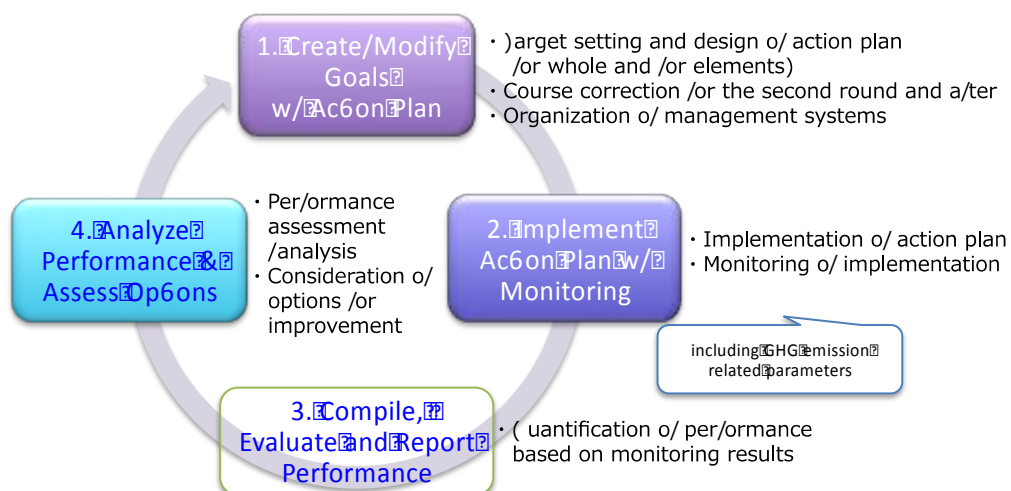 1.⍰Create/Modify⍰
Goals⍰
w/⍰Ac6on⍰Plan
・)arget setting and design o/ action plan
/or whole and /or elements)
・Course correction /or the second round and a/ter
・Organization o/ management systems
2.⍰Implement⍰
Ac6on⍰Plan⍰w/⍰
Monitoring
・Implementation o/ action plan
・Monitoring o/ implementation
including⍰GHG⍰emission⍰
related⍰parameters
3.⍰Compile,⍰⍰
Evaluate⍰and⍰Report⍰
Performance
・( uantification o/ per/ormance
based on monitoring results
4.⍰Analyze⍰
Performance⍰&⍰
Assess⍰Op6ons
・Per/ormance
assessment
/analysis
・Consideration o/
options /or
improvement